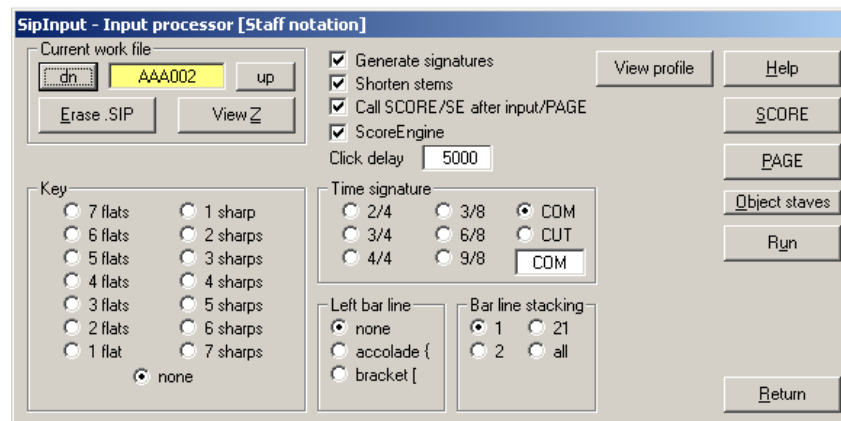 SipInput - Input processor [Staff notation]
Current work file
dn AAA002 up
Erase .SIP View Z
Generate signatures
Shorten stems
Call SCORE/SE after input/PAGE
ScoreEngine
Click delay 5000
View profile
Help
SCORE
PAGE
Object staves
Run
Return
Key
7 flats 1 sharp
6 flats 2 sharps
5 flats 3 sharps
4 flats 4 sharps
3 flats 5 sharps
2 flats 6 sharps
1 flat 7 sharps
none
Time signature
2/4 3/8 COM
3/4 6/8 CUT
4/4 9/8 COM
Left bar line
none
accolade {
bracket [
Bar line stacking
1 21
2 all